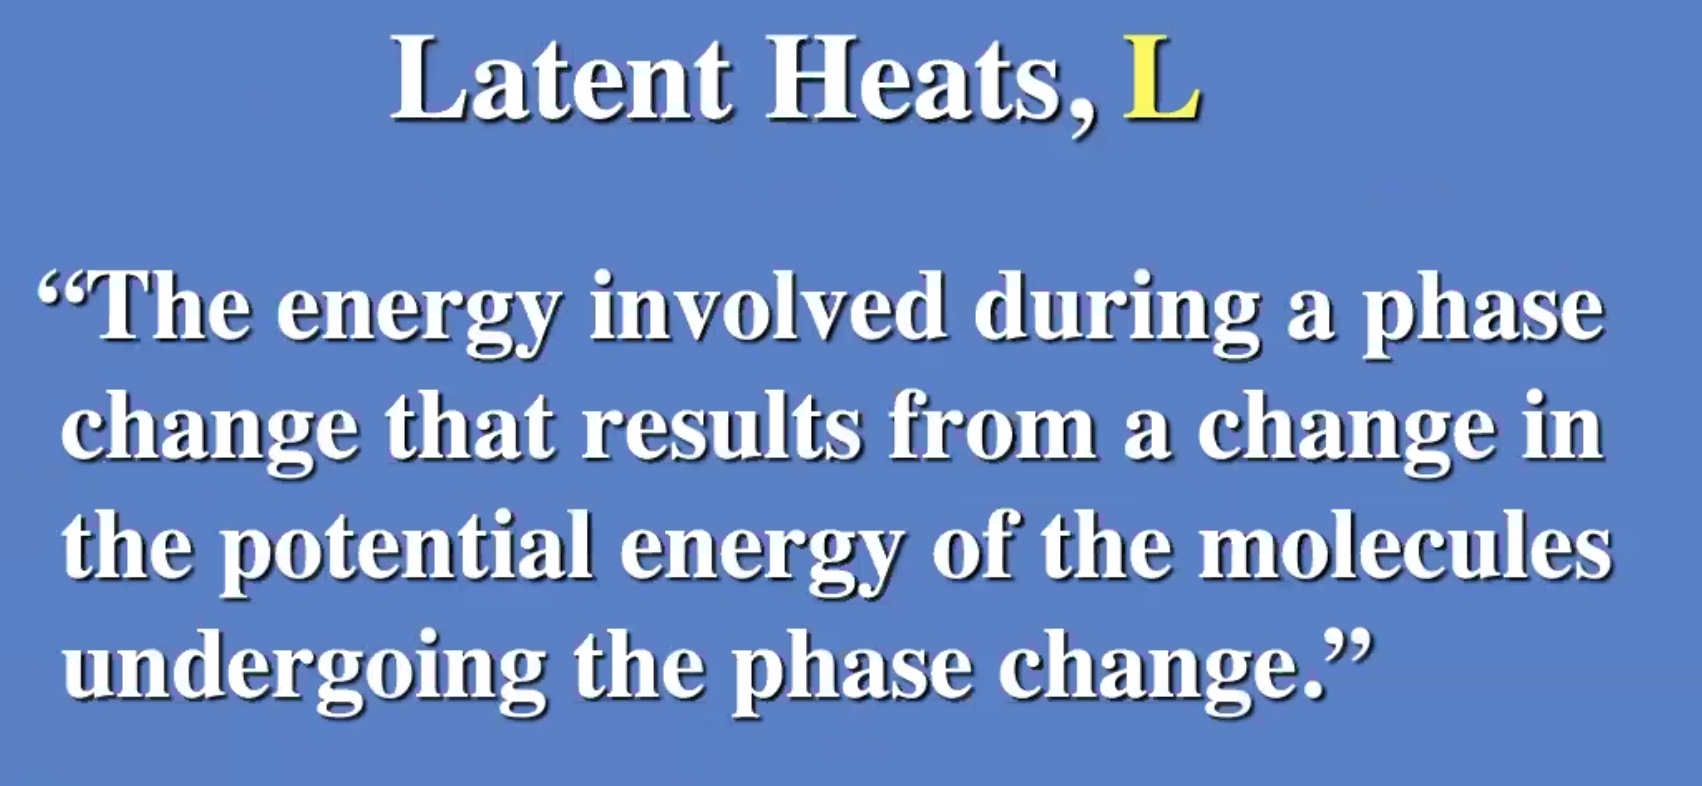 Latent Heats, L
“The energy involved during a phase
change that results from a change in
the potential energy of the molecules
undergoing the phase change.”